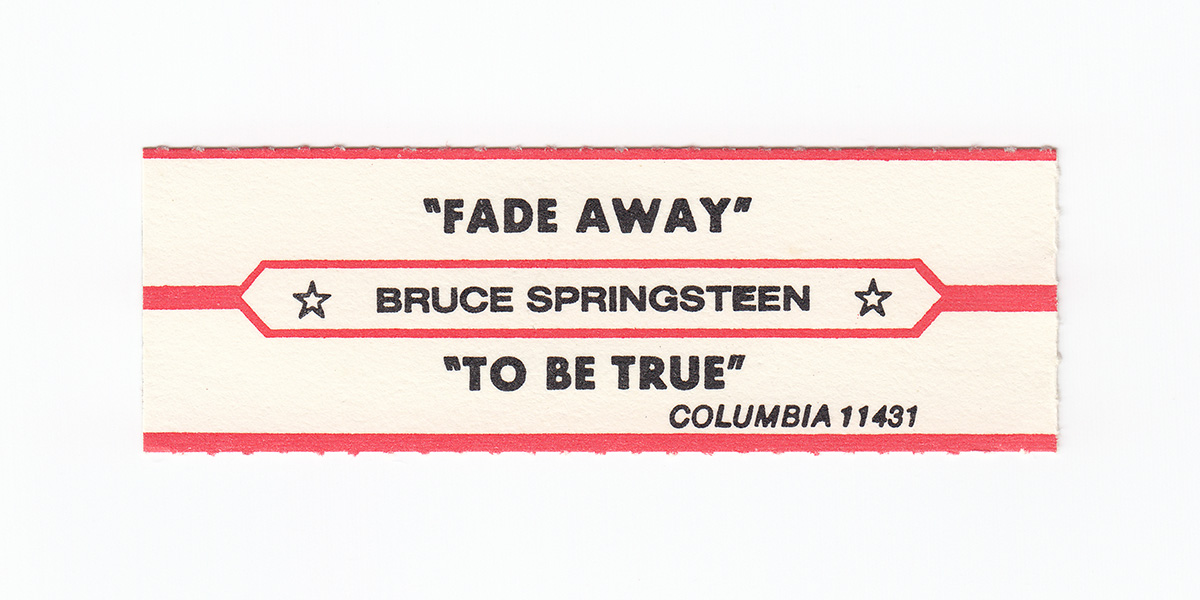 "FADE AWAY"
BRUCE SPRINGSTEEN
"TO BE TRUE"
COLUMBIA 11431